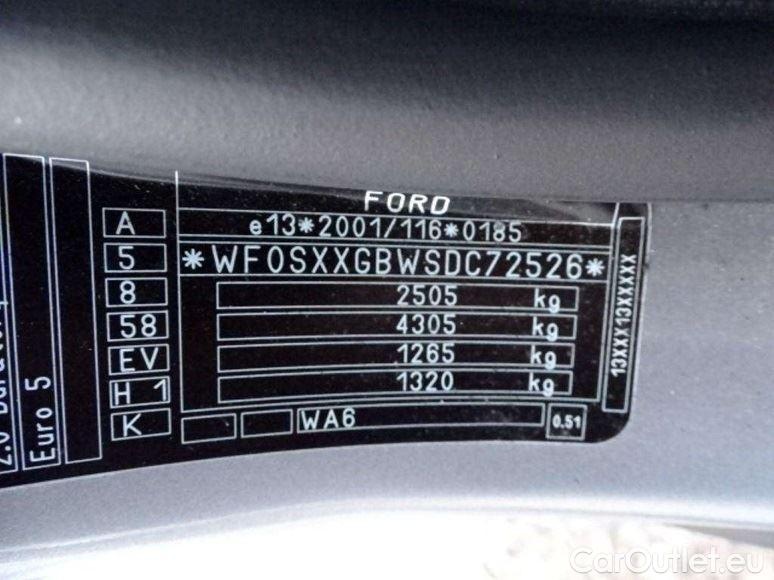 FORD
e13*2001/116*0185
*WF0SXXGBWSDC72526*
2505 kg
4305 kg
1265 kg
1320 kg
WA6
0.51
A
5
8
58
EV
H 1
K
13XXX13XXXXX
Euro 5
CarOutlet.eu